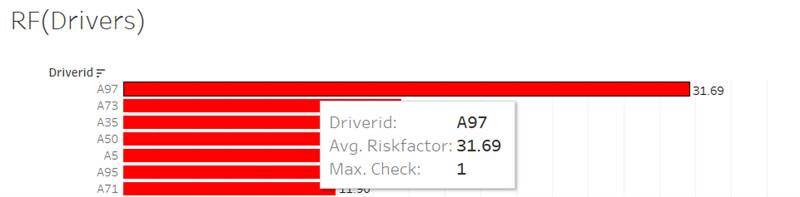 RF(Drivers)
Driverid
A97 31.69
A73
A35
A50
A5
A95
A71 11.90
Driverid: A97
Avg. Riskfactor: 31.69
Max. Check: 1